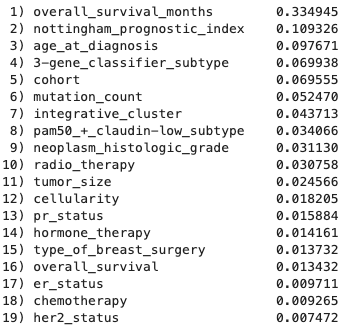 1) overall_survival_months 0.334945
2) nottingham_prognostic_index 0.109326
3) age_at_diagnosis 0.097671
4) 3-gene_classifier_subtype 0.069938
5) cohort 0.069555
6) mutation_count 0.052470
7) integrative_cluster 0.043713
8) pam50_+_claudin-low_subtype 0.034066
9) neoplasm_histologic_grade 0.031130
10) radio_therapy 0.030758
11) tumor_size 0.024566
12) cellularity 0.018205
13) pr_status 0.015884
14) hormone_therapy 0.014161
15) type_of_breast_surgery 0.013732
16) overall_survival 0.013432
17) er_status 0.009711
18) chemotherapy 0.009265
19) her2_status 0.007472